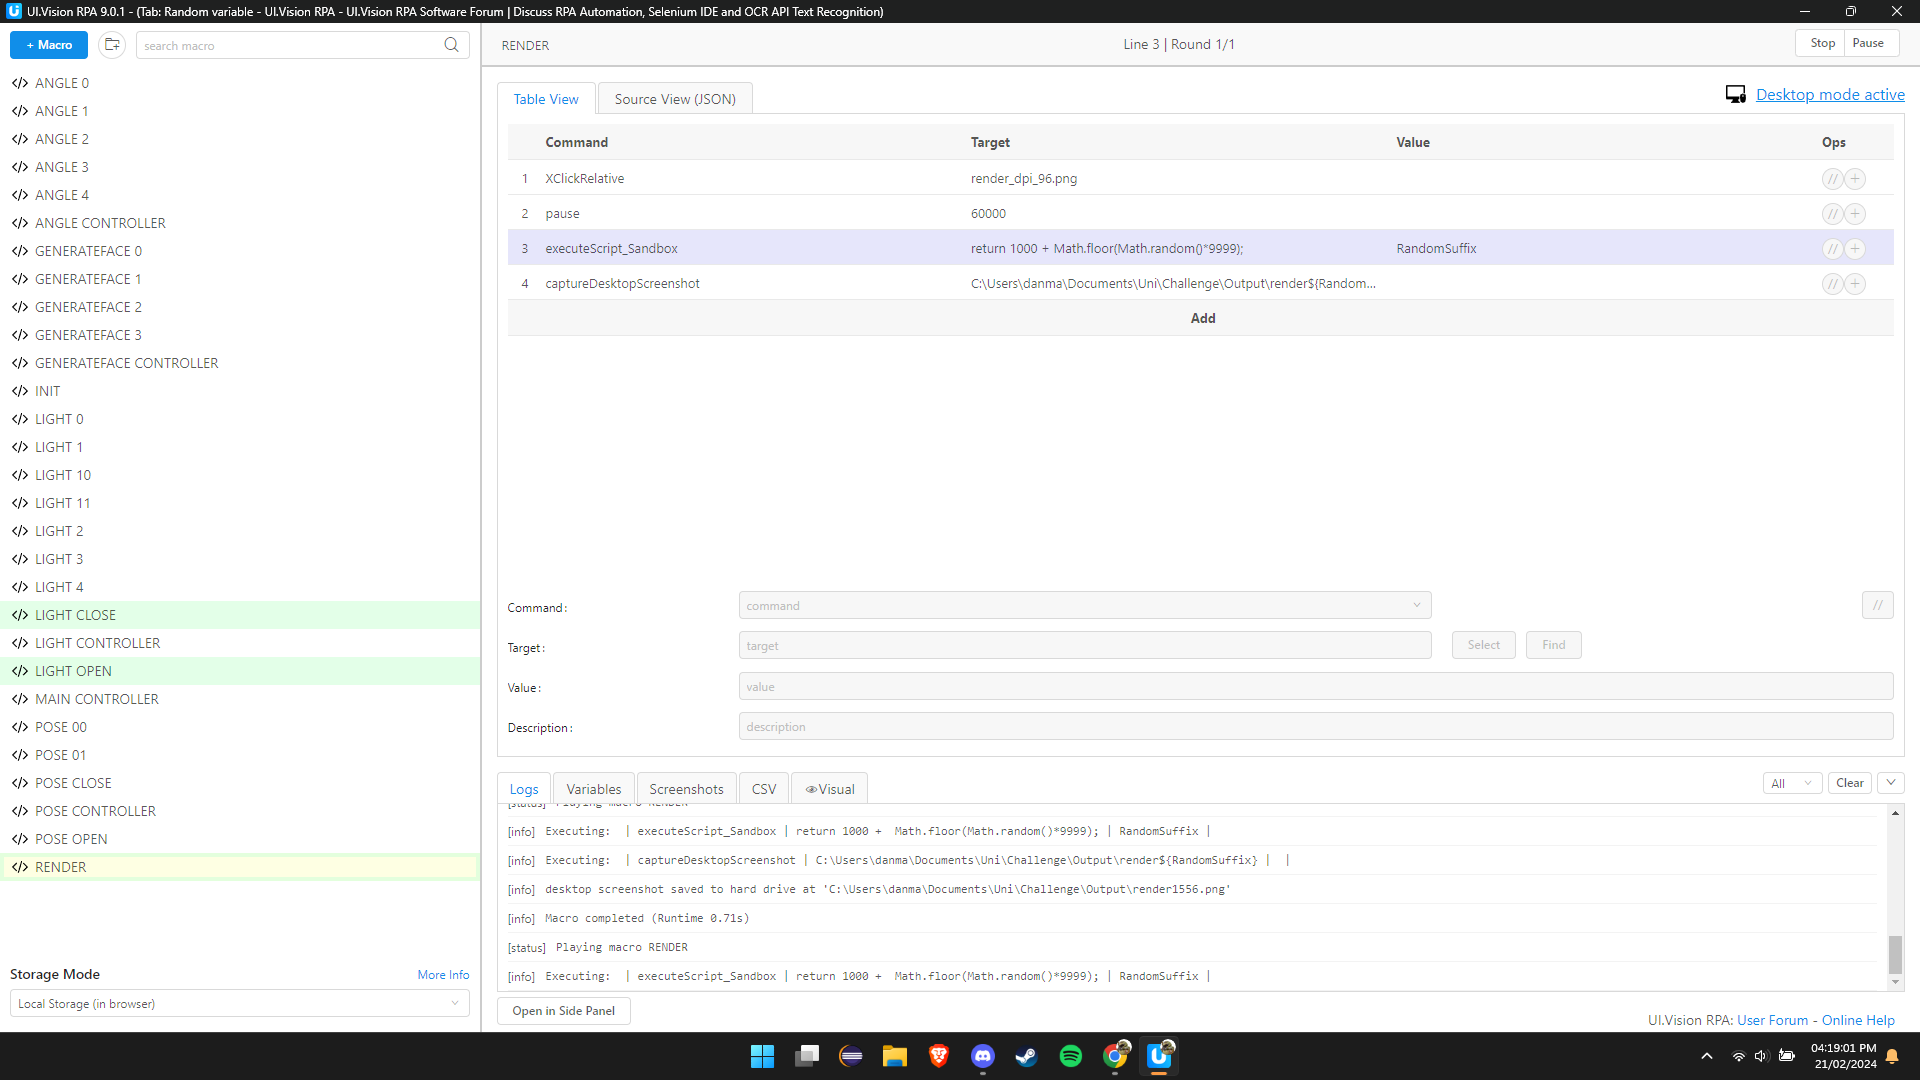 UI.Vision RPA 9.0.1 - (Tab: Random variable - UI.Vision RPA - UI.Vision RPA Software Forum | Discuss RPA Automation, Selenium IDE and OCR API Text Recognition)
+ Macro
search macro
RENDER
Line 3 | Round 1/1
Stop
Pause
ANGLE 0
ANGLE 1
ANGLE 2
ANGLE 3
ANGLE 4
ANGLE CONTROLLER
GENERATEFACE 0
GENERATEFACE 1
GENERATEFACE 2
GENERATEFACE 3
GENERATEFACE CONTROLLER
INIT
LIGHT 0
LIGHT 1
LIGHT 10
LIGHT 11
LIGHT 2
LIGHT 3
LIGHT 4
LIGHT CLOSE
LIGHT CONTROLLER
LIGHT OPEN
MAIN CONTROLLER
POSE 00
POSE 01
POSE CLOSE
POSE CONTROLLER
POSE OPEN
RENDER
Storage Mode
More Info
Local Storage (in browser)
Table View
Source View (JSON)
Desktop mode active
Command Target Value Ops
1 XClickRelative render_dpi_96.png // +
2 pause 60000 // +
3 executeScript_Sandbox return 1000 + Math.floor(Math.random()*9999); RandomSuffix // +
4 captureDesktopScreenshot C:\Users\danma\Documents\Uni\Challenge\Output\render${Random... // +
Add
Command: command //
Target: target Select Find
Value: value
Description: description
Logs Variables Screenshots CSV Visual All Clear
[status] Playing macro RENDER
[info] Executing: | executeScript_Sandbox | return 1000 + Math.floor(Math.random()*9999); | RandomSuffix |
[info] Executing: | captureDesktopScreenshot | C:\Users\danma\Documents\Uni\Challenge\Output\render${RandomSuffix} | |
[info] desktop screenshot saved to hard drive at 'C:\Users\danma\Documents\Uni\Challenge\Output\render1556.png'
[info] Macro completed (Runtime 0.71s)
[status] Playing macro RENDER
[info] Executing: | executeScript_Sandbox | return 1000 + Math.floor(Math.random()*9999); | RandomSuffix |
Open in Side Panel
UI.Vision RPA: User Forum - Online Help
04:19:01 PM
21/02/2024